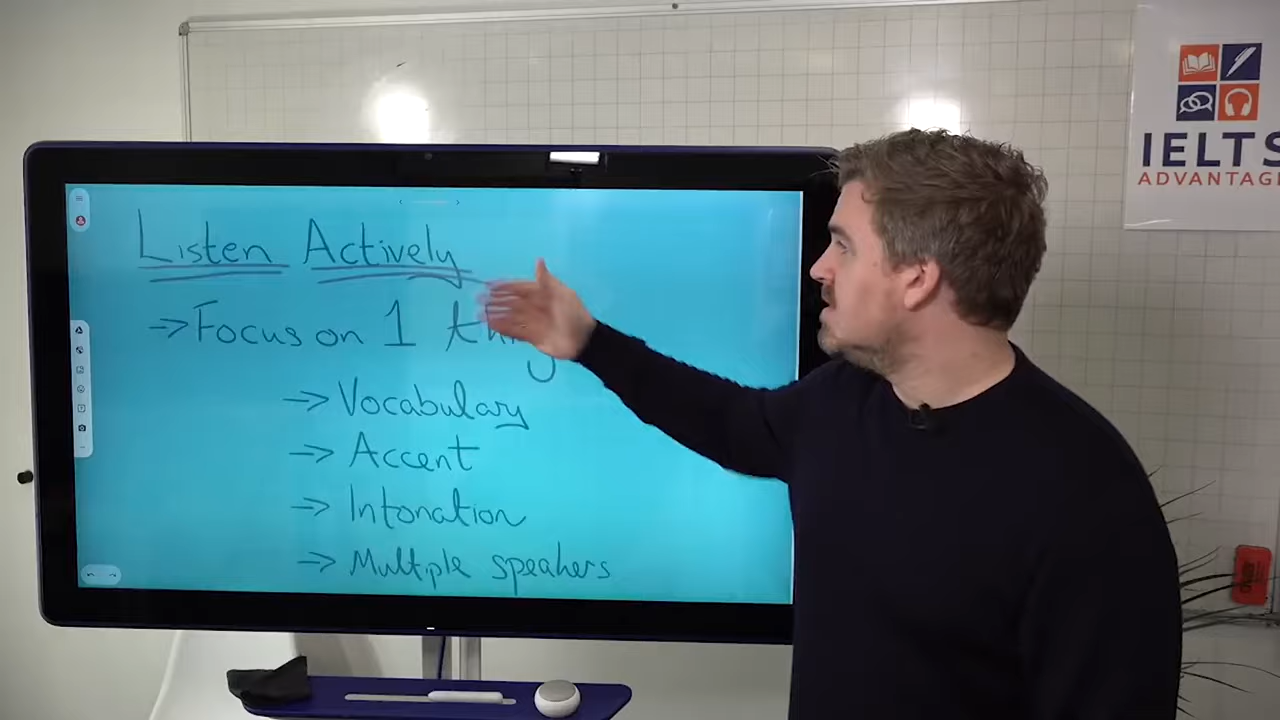 Listen Actively
→ Focus on 1
→ Vocabulary
→ Accent
→ Intonation
→ Multiple speakers
IELTS
ADVANTAGE